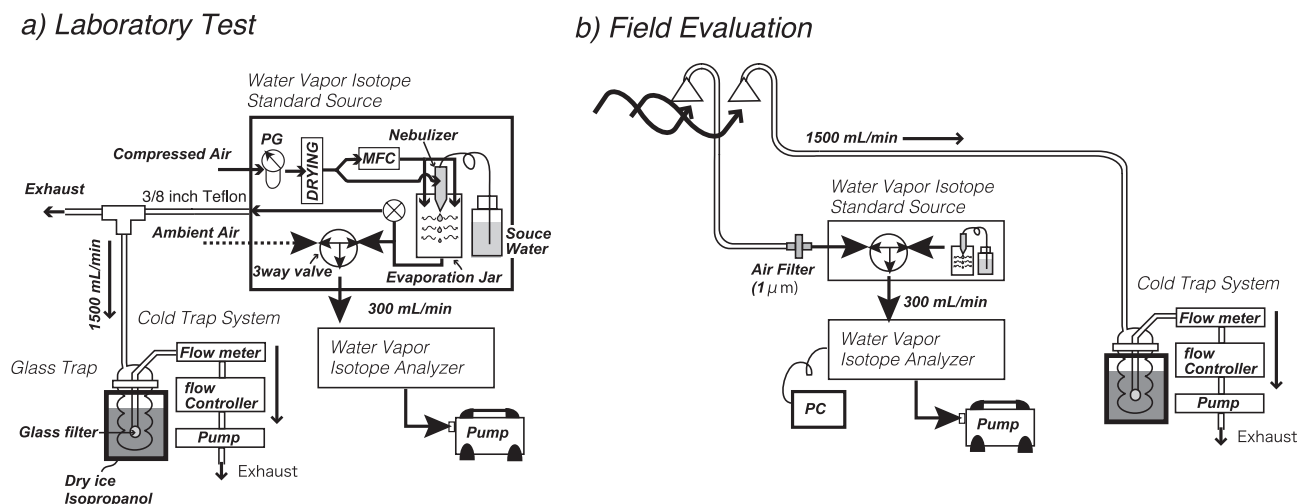 a) Laboratory Test
Water Vapor Isotope
Standard Source
PG
Nebulizer
Compressed Air
DRYING
MFC
Exhaust
3/8 inch Teflon
Ambient Air
Souce
Water
3way valve
Evaporation Jar
1500 mL/min
300 mL/min
Cold Trap System
Water Vapor
Isotope Analyzer
Glass Trap
Flow meter
flow
Controller
Glass filter
Pump
Pump
Exhaust
Dry ice
Isopropanol
b) Field Evaluation
1500 mL/min
Water Vapor Isotope
Standard Source
Air Filter
(1 μm)
300 mL/min
Cold Trap System
Water Vapor
Isotope Analyzer
Flow meter
flow
Controller
PC
Pump
Pump
Exhaust